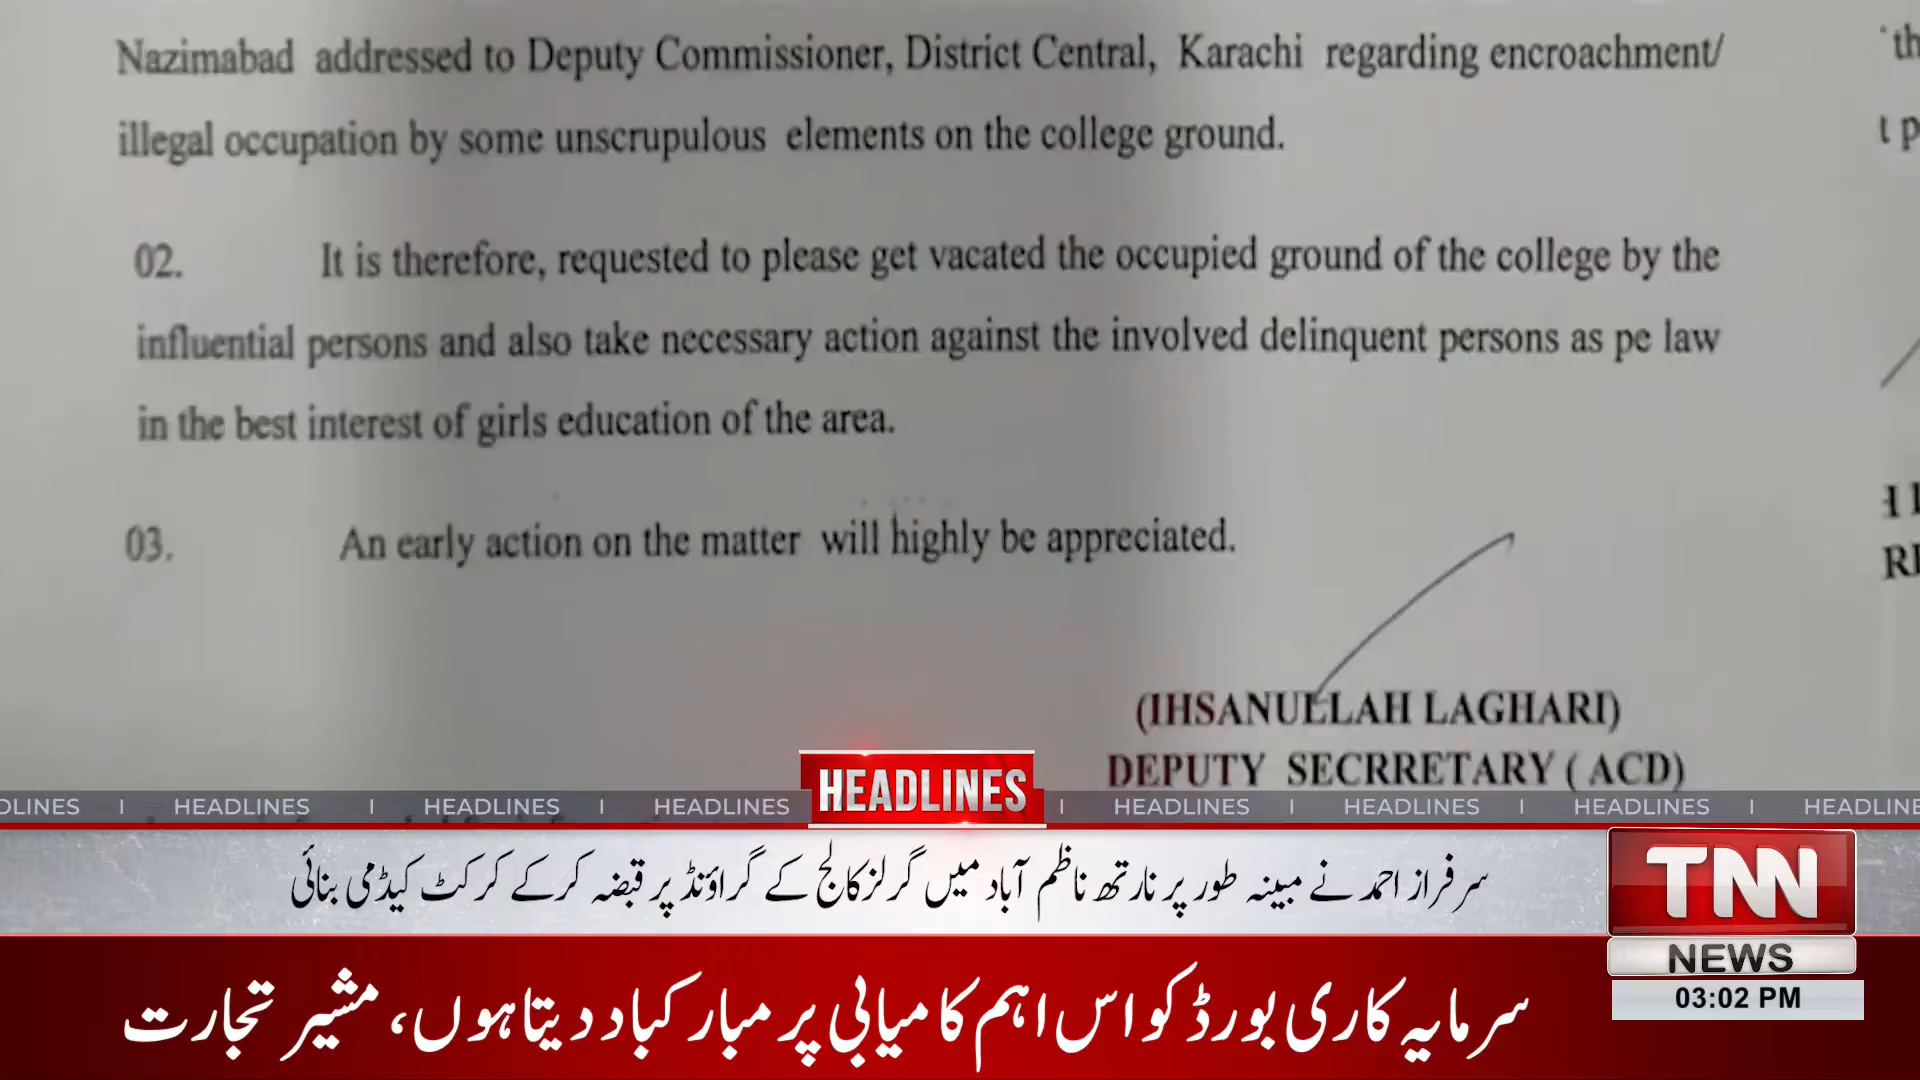 Nazimabad addressed to Deputy Commissioner, District Central, Karachi regarding encroachment/
illegal occupation by some unscrupulous elements on the college ground.
02. It is therefore, requested to please get vacated the occupied ground of the college by the
influential persons and also take necessary action against the involved delinquent persons as pe law
in the best interest of girls education of the area.
03. An early action on the matter will highly be appreciated.
(IHSANULLAH LAGHARI)
DEPUTY SECRRETARY ( ACD)
HEADLINES
DLINES | HEADLINES | HEADLINES | HEADLINES | HEADLINES | HEADLINES | HEADLINES | HEADLINE
سرفراز احمد نے مبینہ طور پر نارتھ ناظم آباد میں گرلز کالج کے گراؤنڈ پر قبضہ کرکے کرکٹ کیڈمی بنائی
TNN
NEWS
03:02 PM
سرمایہ کاری بورڈ کو اس اہم کامیابی پر مبارکباد دیتا ہوں، مشیر تجارت